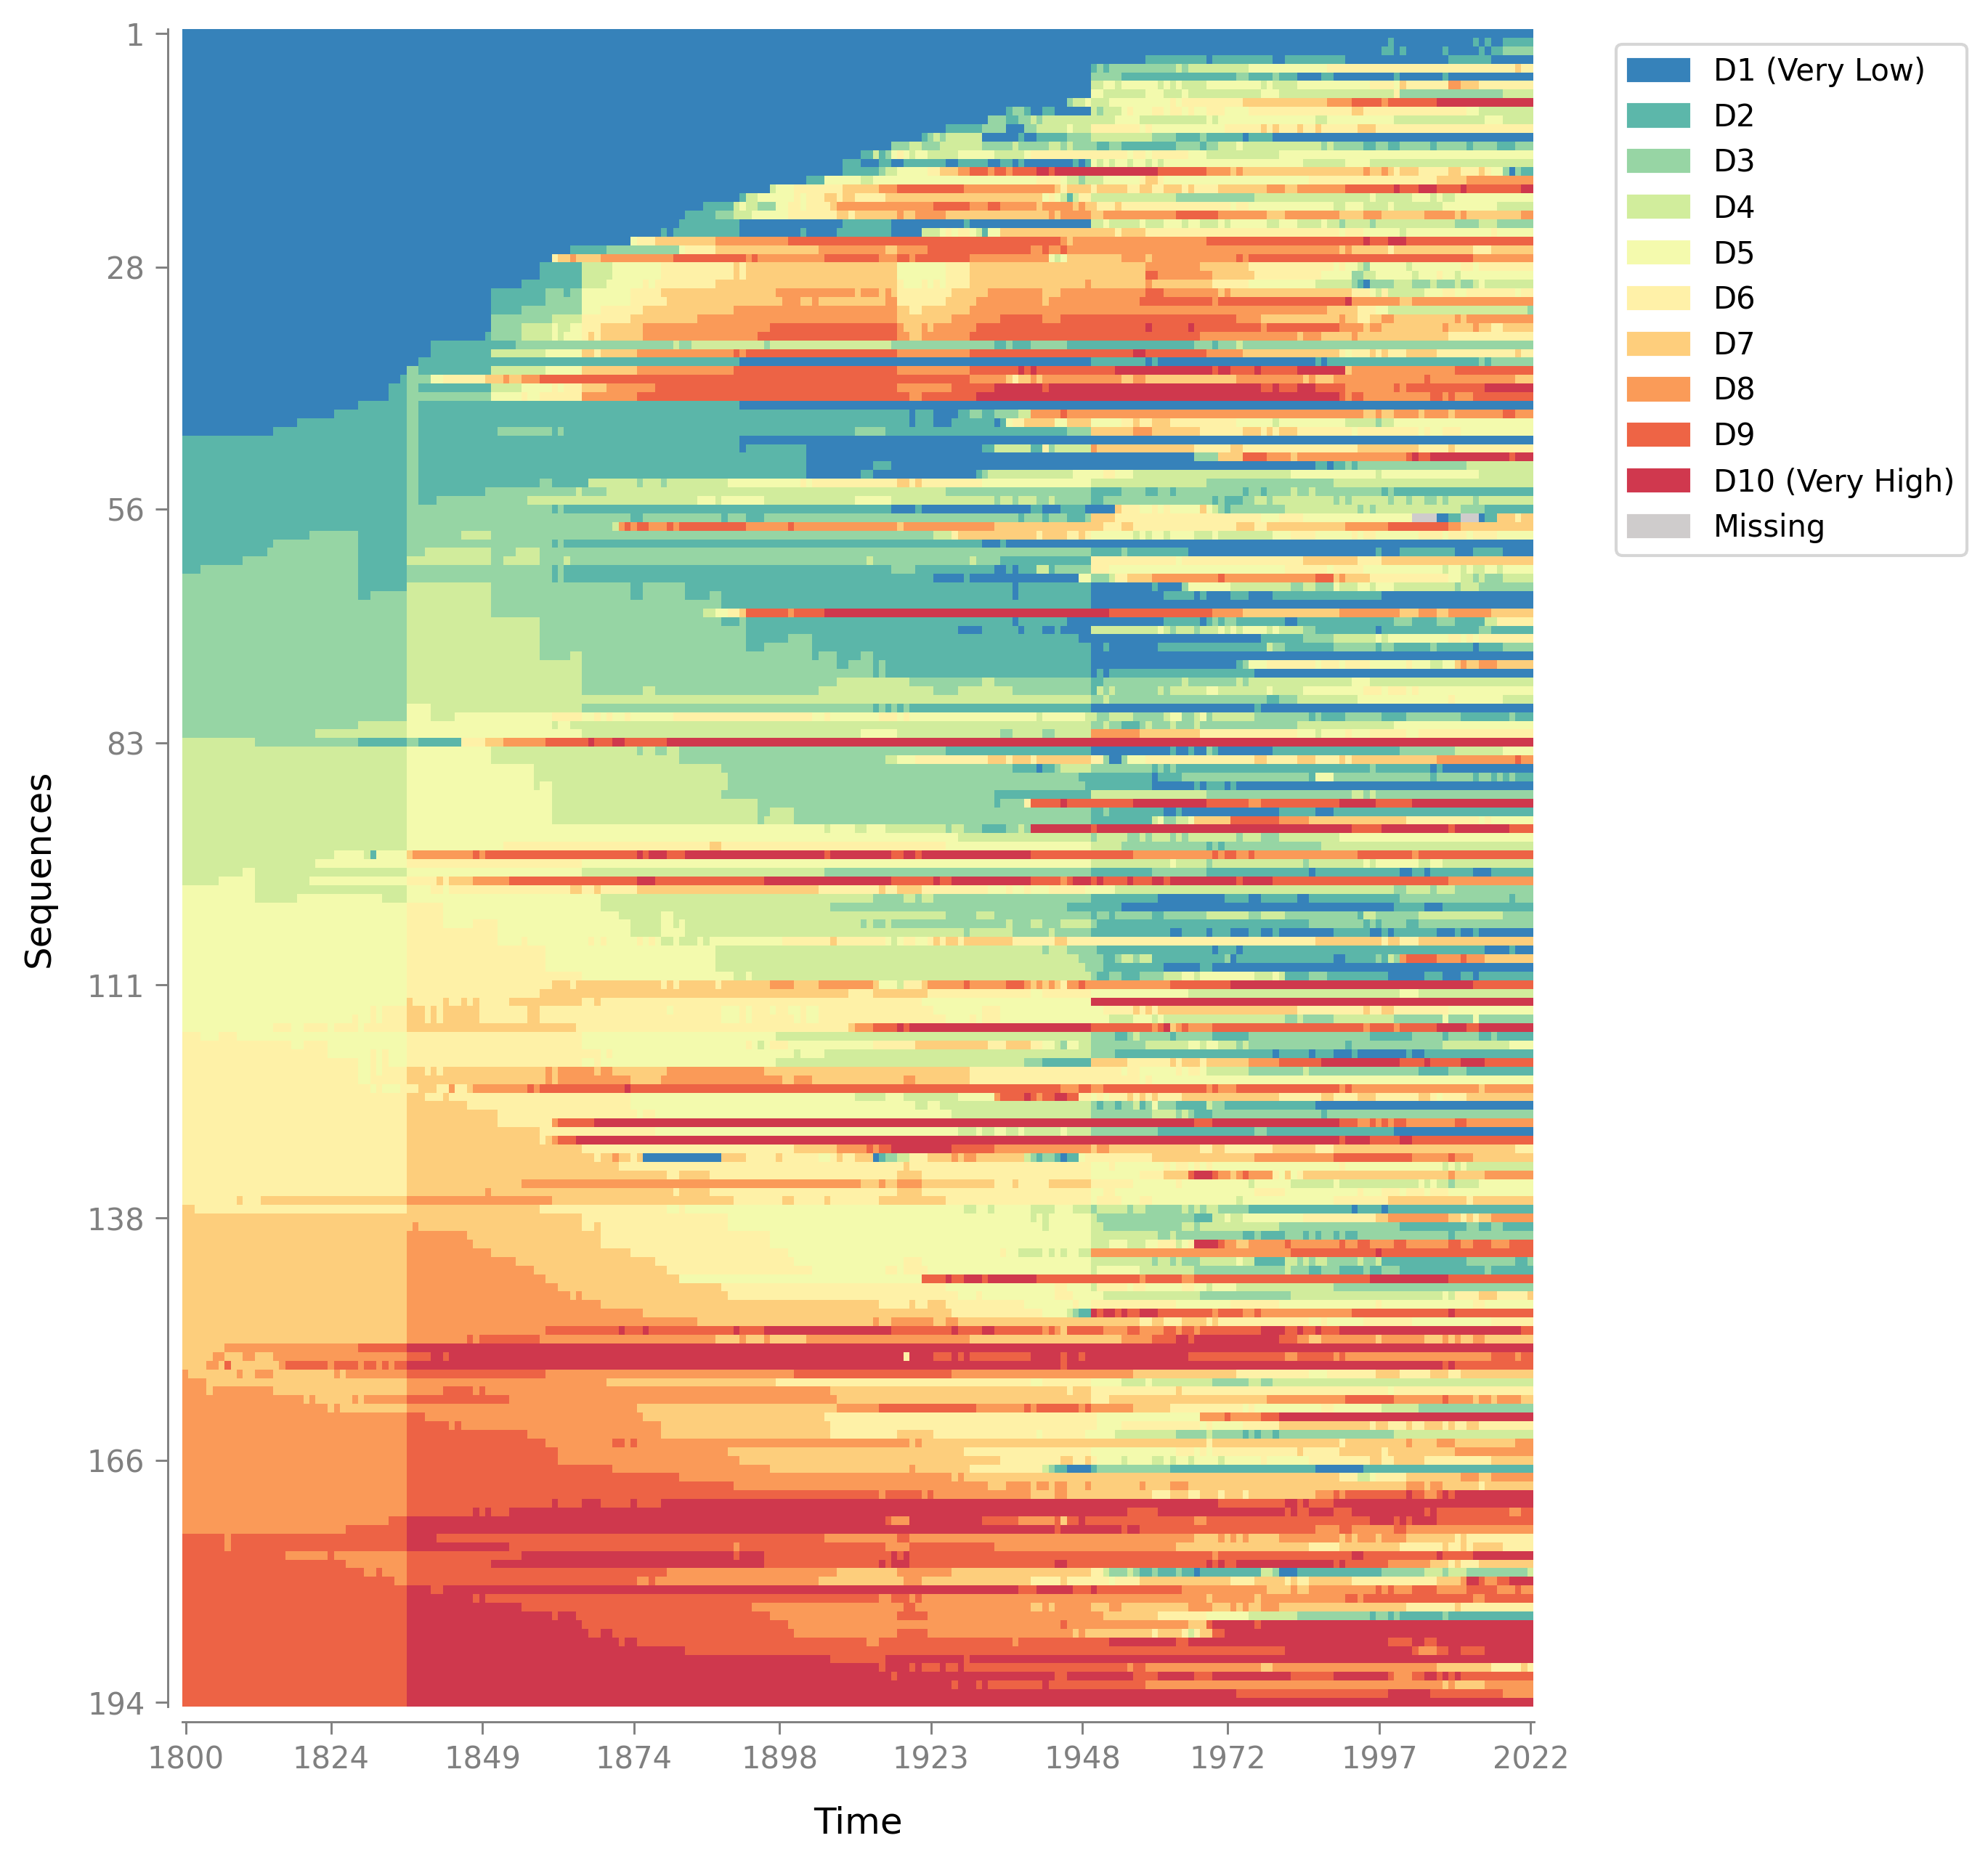 1
28
56
83
111
138
166
194
Sequences
1800 1824 1849 1874 1898 1923 1948 1972 1997 2022
Time
D1 (Very Low)
D2
D3
D4
D5
D6
D7
D8
D9
D10 (Very High)
Missing